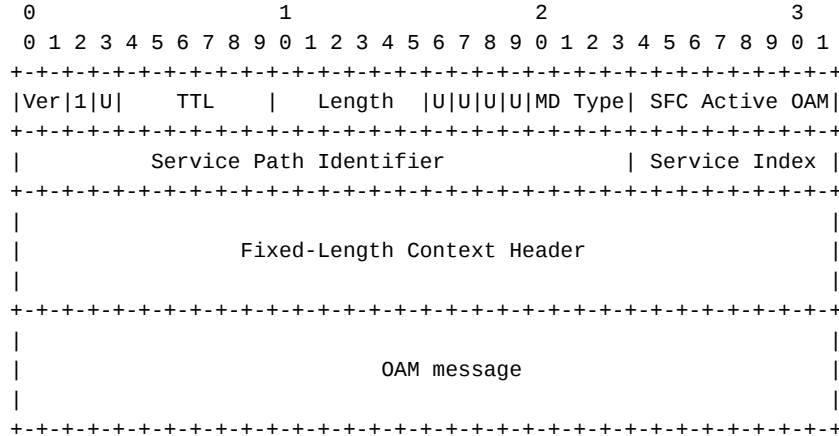 0                   1                   2                   3
 0 1 2 3 4 5 6 7 8 9 0 1 2 3 4 5 6 7 8 9 0 1 2 3 4 5 6 7 8 9 0 1
+-+-+-+-+-+-+-+-+-+-+-+-+-+-+-+-+-+-+-+-+-+-+-+-+-+-+-+-+-+-+-+-+
|Ver|1|U|    TTL    |   Length  |U|U|U|U|MD Type| SFC Active OAM|
+-+-+-+-+-+-+-+-+-+-+-+-+-+-+-+-+-+-+-+-+-+-+-+-+-+-+-+-+-+-+-+-+
|          Service Path Identifier              | Service Index |
+-+-+-+-+-+-+-+-+-+-+-+-+-+-+-+-+-+-+-+-+-+-+-+-+-+-+-+-+-+-+-+-+
|                                                               |
|                 Fixed-Length Context Header                   |
|                                                               |
+-+-+-+-+-+-+-+-+-+-+-+-+-+-+-+-+-+-+-+-+-+-+-+-+-+-+-+-+-+-+-+-+
|                                                               |
|                            OAM message                        |
|                                                               |
+-+-+-+-+-+-+-+-+-+-+-+-+-+-+-+-+-+-+-+-+-+-+-+-+-+-+-+-+-+-+-+-+